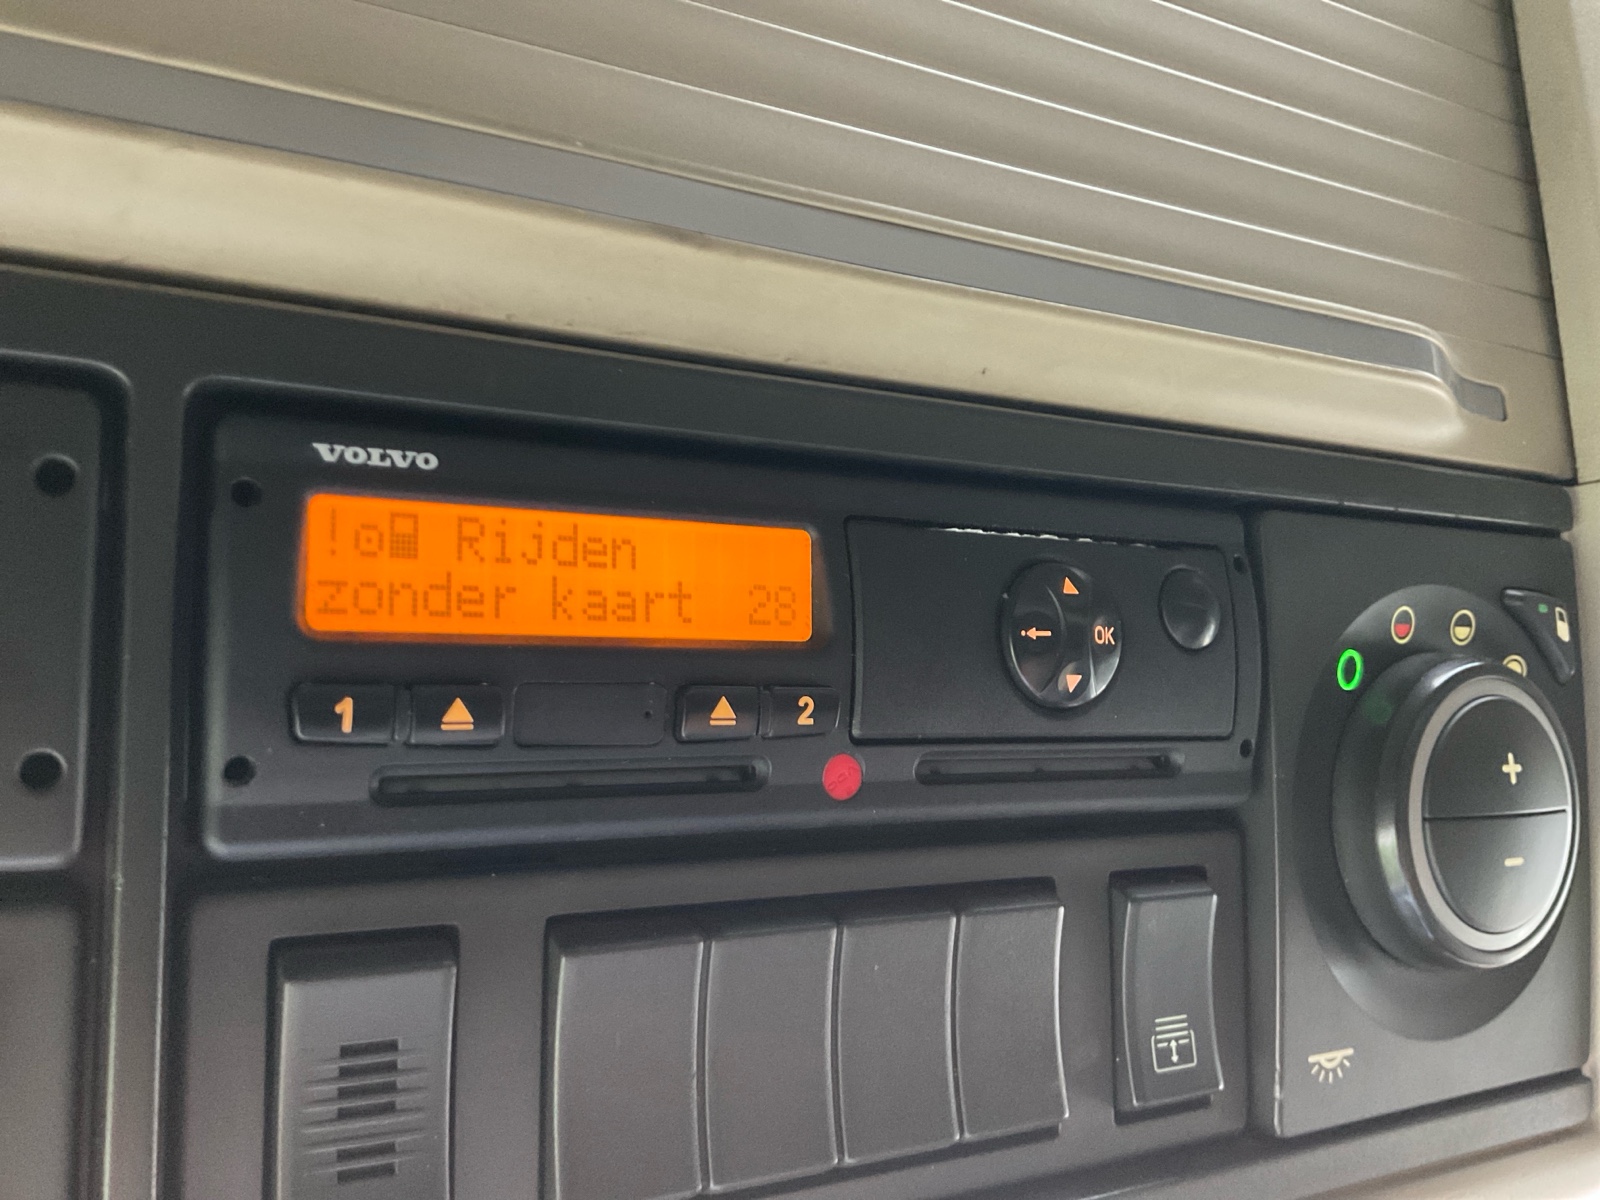 VOLVO
! Rijden
zonder kaart 28
1
2
OK
+
-